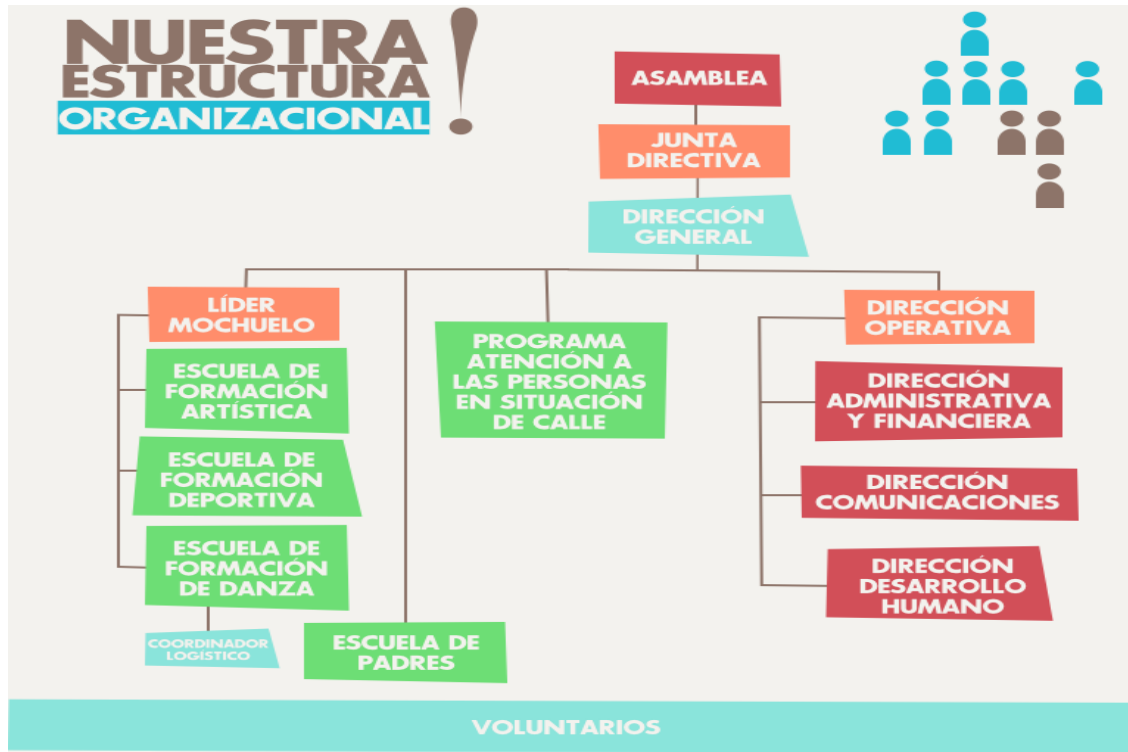 NUESTRA
ESTRUCTURA
ORGANIZACIONAL
!
ASAMBLEA
JUNTA
DIRECTIVA
DIRECCIÓN
GENERAL
LÍDER
MOCHUELO
ESCUELA DE
FORMACIÓN
ARTÍSTICA
ESCUELA DE
FORMACIÓN
DEPORTIVA
ESCUELA DE
FORMACIÓN
DE DANZA
COORDINADOR
LOGÍSTICO
ESCUELA DE
PADRES
PROGRAMA
ATENCIÓN A
LAS PERSONAS
EN SITUACIÓN
DE CALLE
DIRECCIÓN
OPERATIVA
DIRECCIÓN
ADMINISTRATIVA
Y FINANCIERA
DIRECCIÓN
COMUNICACIONES
DIRECCIÓN
DESARROLLO
HUMANO
VOLUNTARIOS